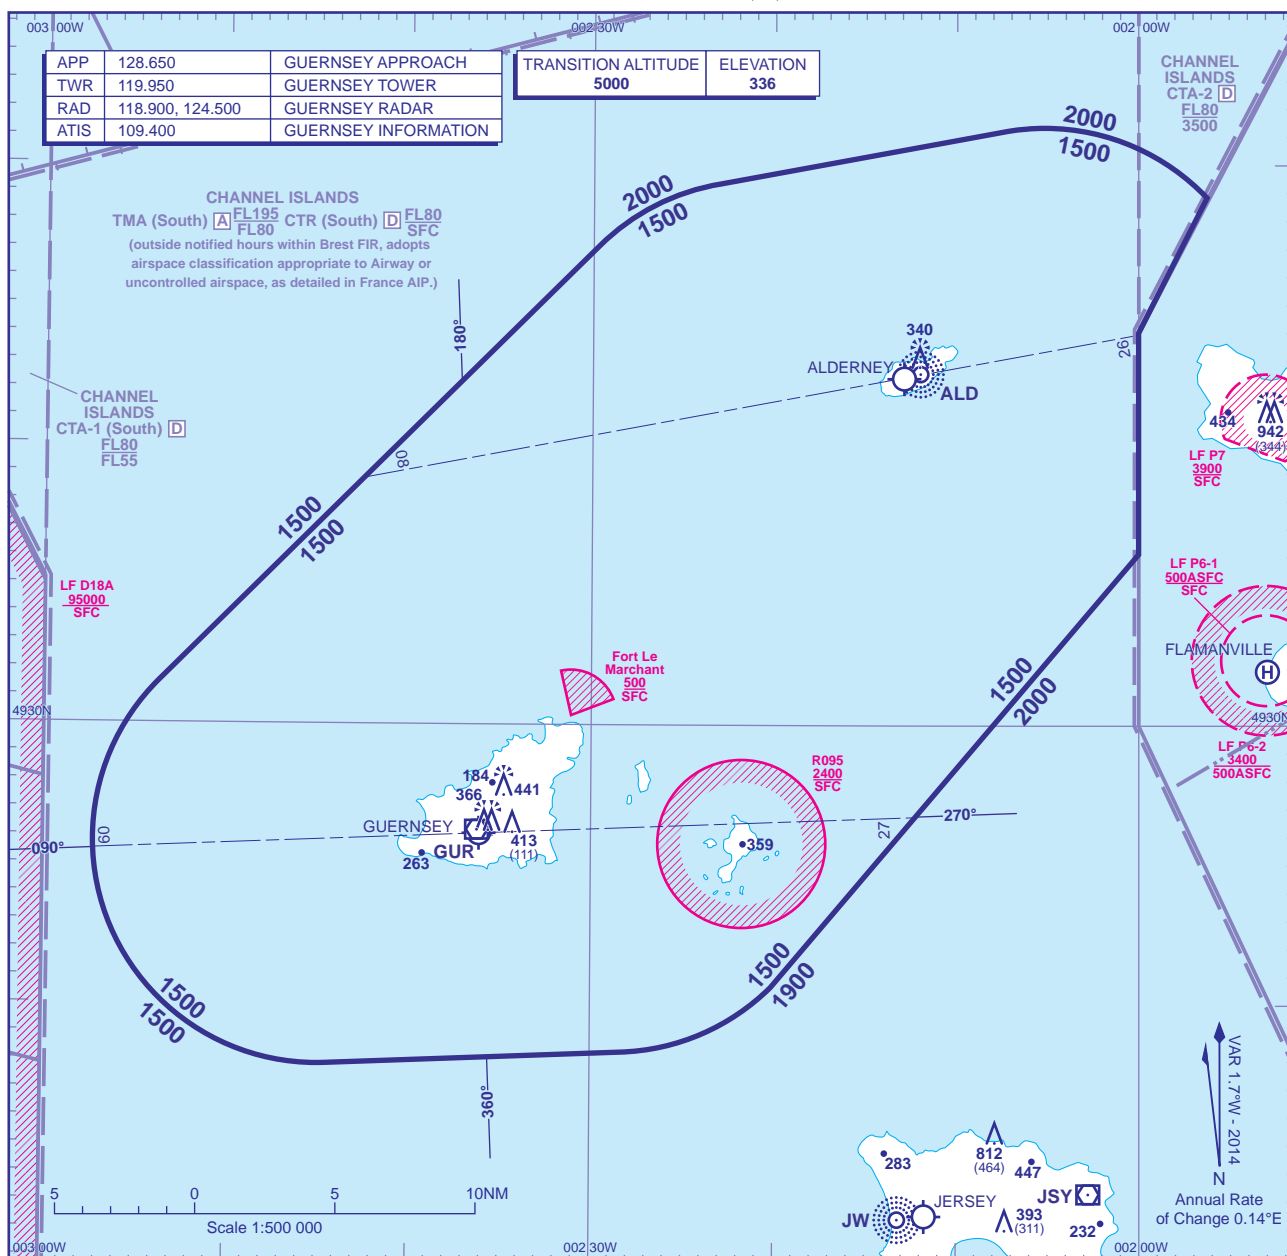 003 00W
002 30W
002 00W
APP 128.650 GUERNSEY APPROACH
TWR 119.950 GUERNSEY TOWER
RAD 118.900, 124.500 GUERNSEY RADAR
ATIS 109.400 GUERNSEY INFORMATION
TRANSITION ALTITUDE
5000
ELEVATION
336
CHANNEL
ISLANDS
CTA-2 D
FL80
3500
2000
1500
2000
1500
CHANNEL ISLANDS
TMA (South) A FL195 FL80 CTR (South) D FL80 SFC
(outside notified hours within Brest FIR, adopts
airspace classification appropriate to Airway or
uncontrolled airspace, as detailed in France AIP.)
180°
340
ALDERNEY
ALD
26
08
CHANNEL
ISLANDS
CTA-1 (South) D
FL80
FL55
434
942
(344)
LF P7
3900
SFC
1500
1500
LF D18A
95000
SFC
LF P6-1
500ASFC
SFC
FLAMANVILLE
H
Fort Le
Marchant
500
SFC
1500
2000
4930N
4930N
LF P6-2
3400
500ASFC
R095
2400
SFC
184
441
366
GUERNSEY
GUR
413
(111)
263
359
09
090°
27
270°
1500
1900
1500
1500
360°
VAR 1.7°W - 2014
N
Annual Rate
of Change 0.14°E
283
812
(464)
447
JSY
JERSEY
JW
393
(311)
232
5 0 5 10NM
Scale 1:500 000
003 00W
002 30W
002 00W